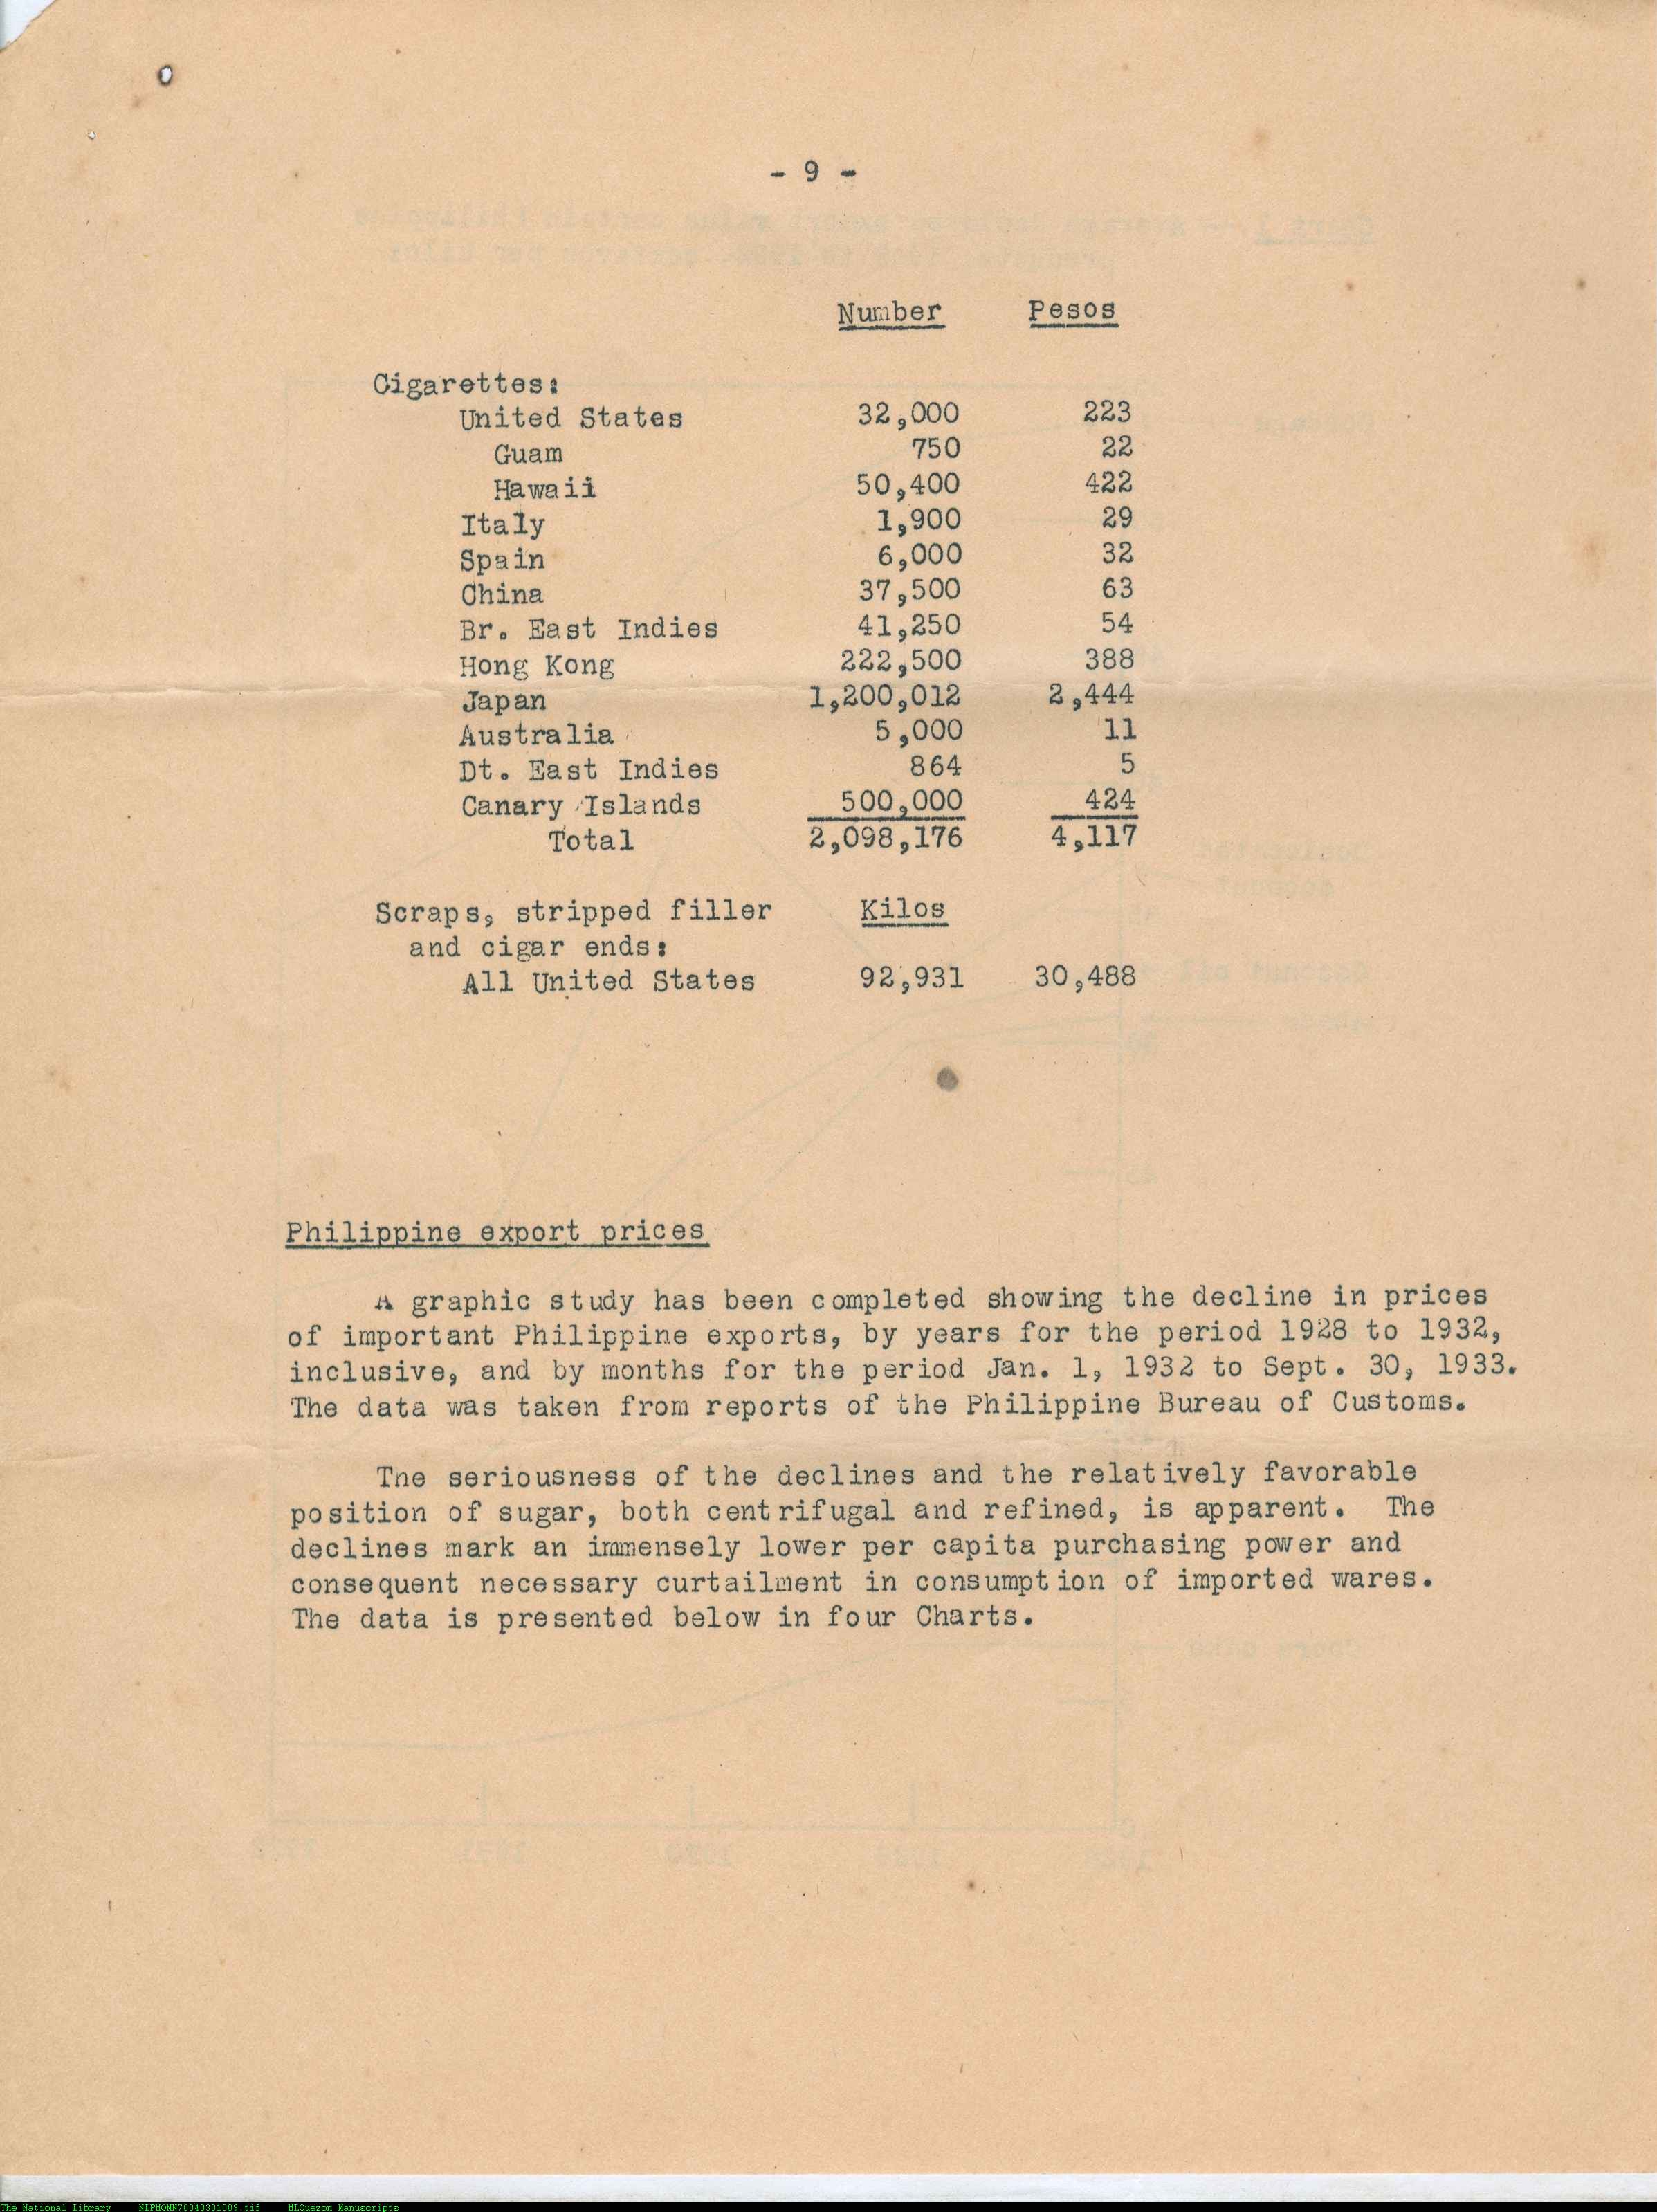 - 9 -
Number Pesos
Cigarettes:
United States 32,000 223
Guam 750 22
Hawaii 50,400 422
Italy 1,900 29
Spain 6,000 32
China 37,500 63
Br. East Indies 41,250 54
Hong Kong 222,500 388
Japan 1,200,012 2,444
Australia 5,000 11
Dt. East Indies 864 5
Canary Islands 500,000 424
Total 2,098,176 4,117
Scraps, stripped filler Kilos
and cigar ends:
All United States 92,931 30,488
Philippine export prices
A graphic study has been completed showing the decline in prices
of important Philippine exports, by years for the period 1928 to 1932,
inclusive, and by months for the period Jan. 1, 1932 to Sept. 30, 1933.
The data was taken from reports of the Philippine Bureau of Customs.
The seriousness of the declines and the relatively favorable
position of sugar, both centrifugal and refined, is apparent. The
declines mark an immensely lower per capita purchasing power and
consequent necessary curtailment in consumption of imported wares.
The data is presented below in four Charts.
The National Library NLPMQMN70040301009.tif MLQuezon Manuscripts